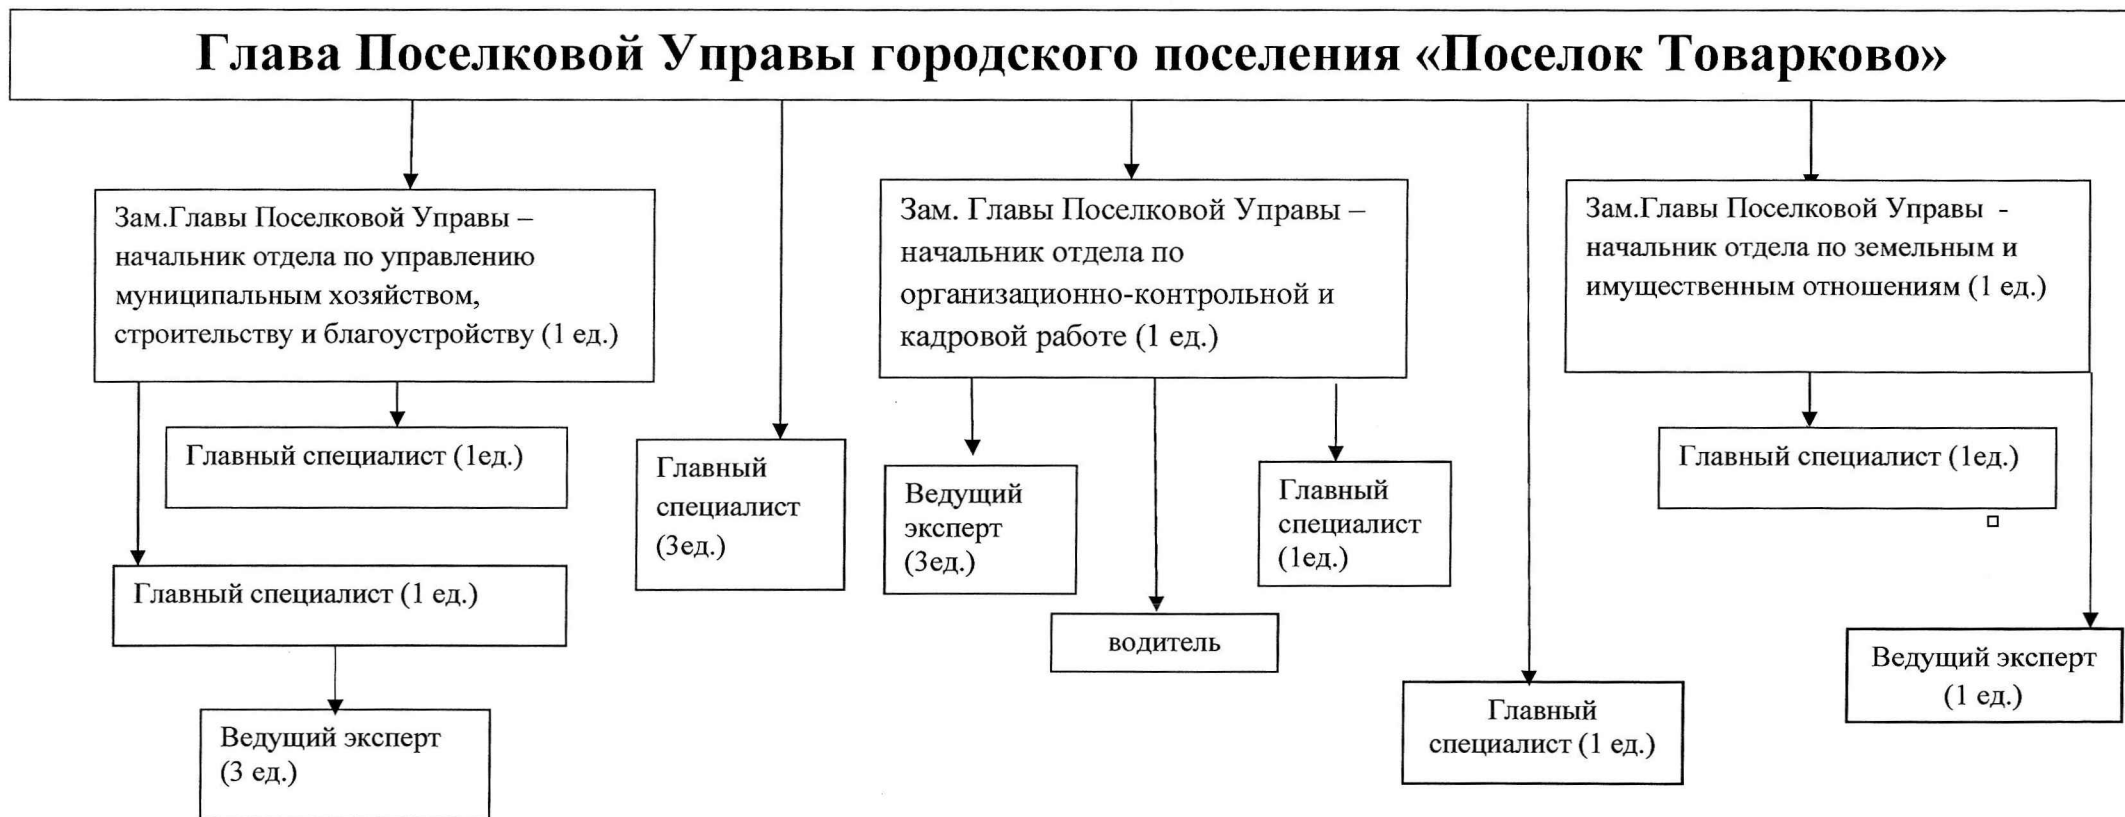 Глава Поселковой Управы городского поселения «Поселок Товарково»
Зам.Главы Поселковой Управы –
начальник отдела по управлению
муниципальным хозяйством,
строительству и благоустройству (1 ед.)
Зам. Главы Поселковой Управы –
начальник отдела по
организационно-контрольной и
кадровой работе (1 ед.)
Зам.Главы Поселковой Управы -
начальник отдела по земельным и
имущественным отношениям (1 ед.)
Главный специалист (1ед.)
Главный специалист (1 ед.)
Ведущий эксперт
(3 ед.)
Главный
специалист
(3ед.)
Ведущий
эксперт
(3ед.)
водитель
Главный
специалист
(1ед.)
Главный
специалист (1 ед.)
Главный специалист (1ед.)
Ведущий эксперт
(1 ед.)